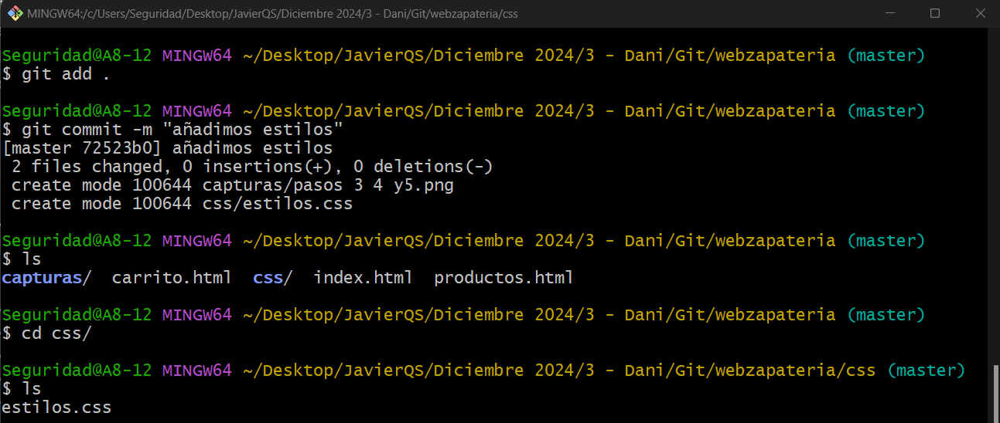 MINGW64:/c/Users/Seguridad/Desktop/JavierQS/Diciembre 2024/3 - Dani/Git/webzapateria/css
Seguridad@A8-12 MINGW64 ~/Desktop/JavierQS/Diciembre 2024/3 - Dani/Git/webzapateria (master)
$ git add .
Seguridad@A8-12 MINGW64 ~/Desktop/JavierQS/Diciembre 2024/3 - Dani/Git/webzapateria (master)
$ git commit -m "añadimos estilos"
[master 72523b0] añadimos estilos
 2 files changed, 0 insertions(+), 0 deletions(-)
 create mode 100644 capturas/pasos 3 4 y5.png
 create mode 100644 css/estilos.css
Seguridad@A8-12 MINGW64 ~/Desktop/JavierQS/Diciembre 2024/3 - Dani/Git/webzapateria (master)
$ ls
capturas/  carrito.html  css/  index.html  productos.html
Seguridad@A8-12 MINGW64 ~/Desktop/JavierQS/Diciembre 2024/3 - Dani/Git/webzapateria (master)
$ cd css/
Seguridad@A8-12 MINGW64 ~/Desktop/JavierQS/Diciembre 2024/3 - Dani/Git/webzapateria/css (master)
$ ls
estilos.css